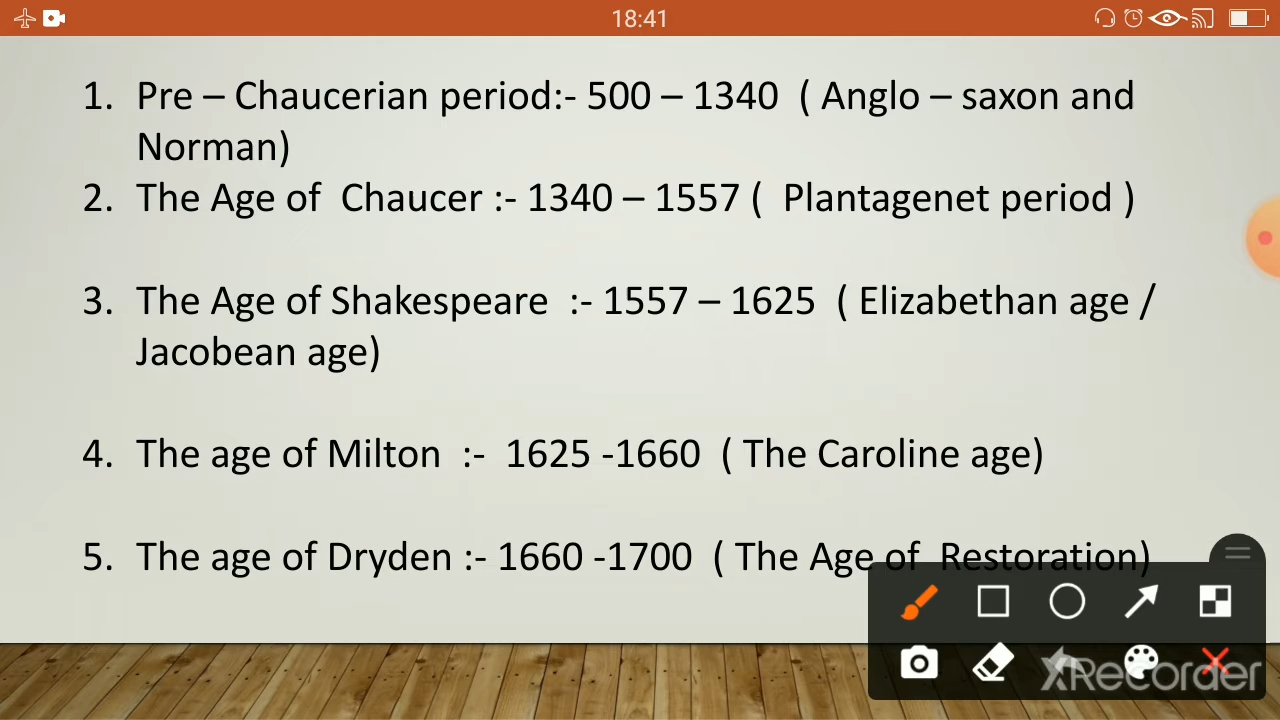 18:41
1. Pre – Chaucerian period:- 500 – 1340 ( Anglo – saxon and
Norman)
2. The Age of Chaucer :- 1340 – 1557 ( Plantagenet period )
3. The Age of Shakespeare :- 1557 – 1625 ( Elizabethan age /
Jacobean age)
4. The age of Milton :- 1625 -1660 ( The Caroline age)
5. The age of Dryden :- 1660 -1700 ( The Age of Restoration)
XRecorder